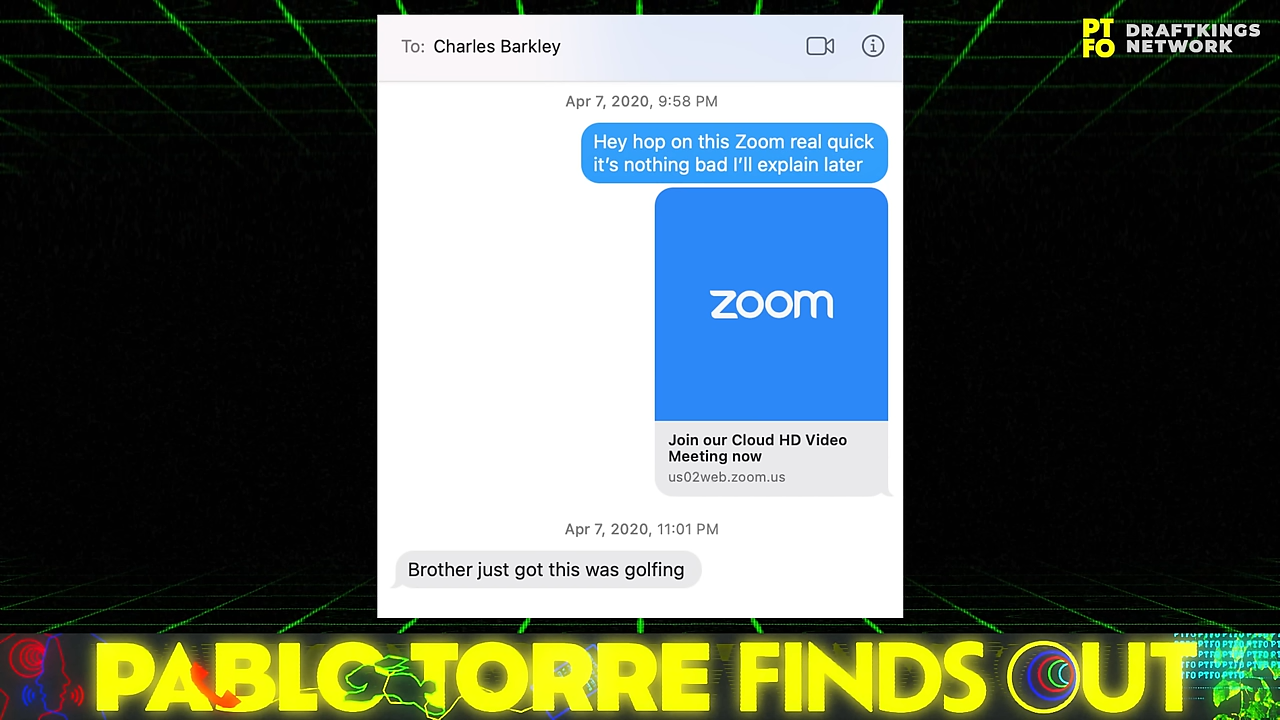 To: Charles Barkley
PT
FO
DRAFTKINGS
NETWORK
Apr 7, 2020, 9:58 PM
Hey hop on this Zoom real quick
it’s nothing bad I’ll explain later
zoom
Join our Cloud HD Video
Meeting now
us02web.zoom.us
Apr 7, 2020, 11:01 PM
Brother just got this was golfing
PABLO TORRE FINDS OUT